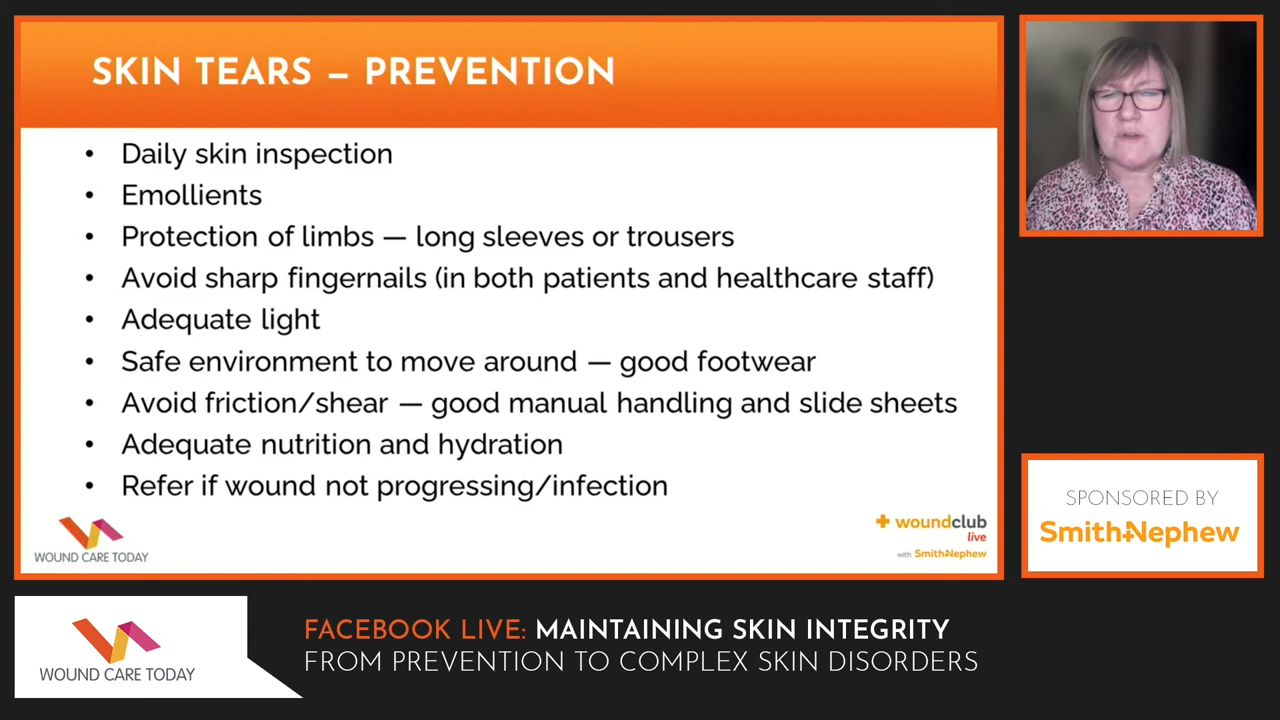 SKIN TEARS – PREVENTION
• Daily skin inspection
• Emollients
• Protection of limbs — long sleeves or trousers
• Avoid sharp fingernails (in both patients and healthcare staff)
• Adequate light
• Safe environment to move around — good footwear
• Avoid friction/shear — good manual handling and slide sheets
• Adequate nutrition and hydration
• Refer if wound not progressing/infection
WOUND CARE TODAY
woundclub
live
with Smith+Nephew
SPONSORED BY
Smith+Nephew
WOUND CARE TODAY
FACEBOOK LIVE: MAINTAINING SKIN INTEGRITY
FROM PREVENTION TO COMPLEX SKIN DISORDERS